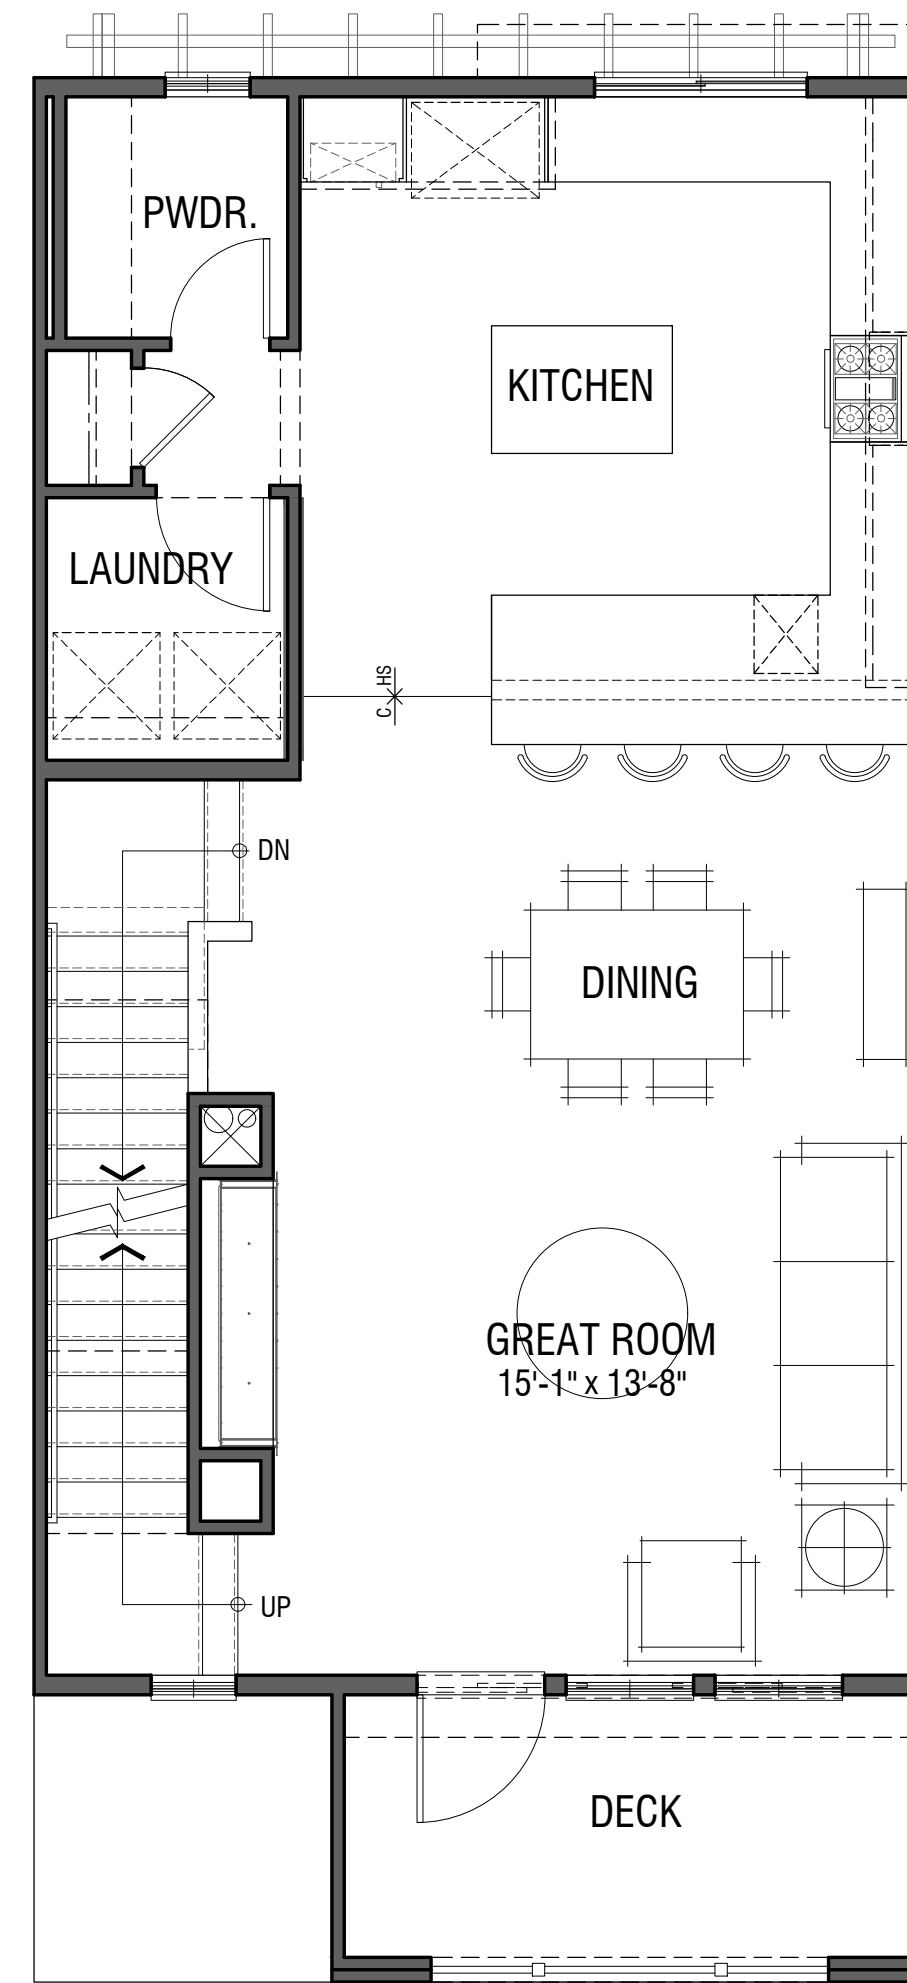 PWDR.
KITCHEN
LAUNDRY
HS
C
DN
DINING
GREAT ROOM
15'-1" x 13'-8"
UP
DECK